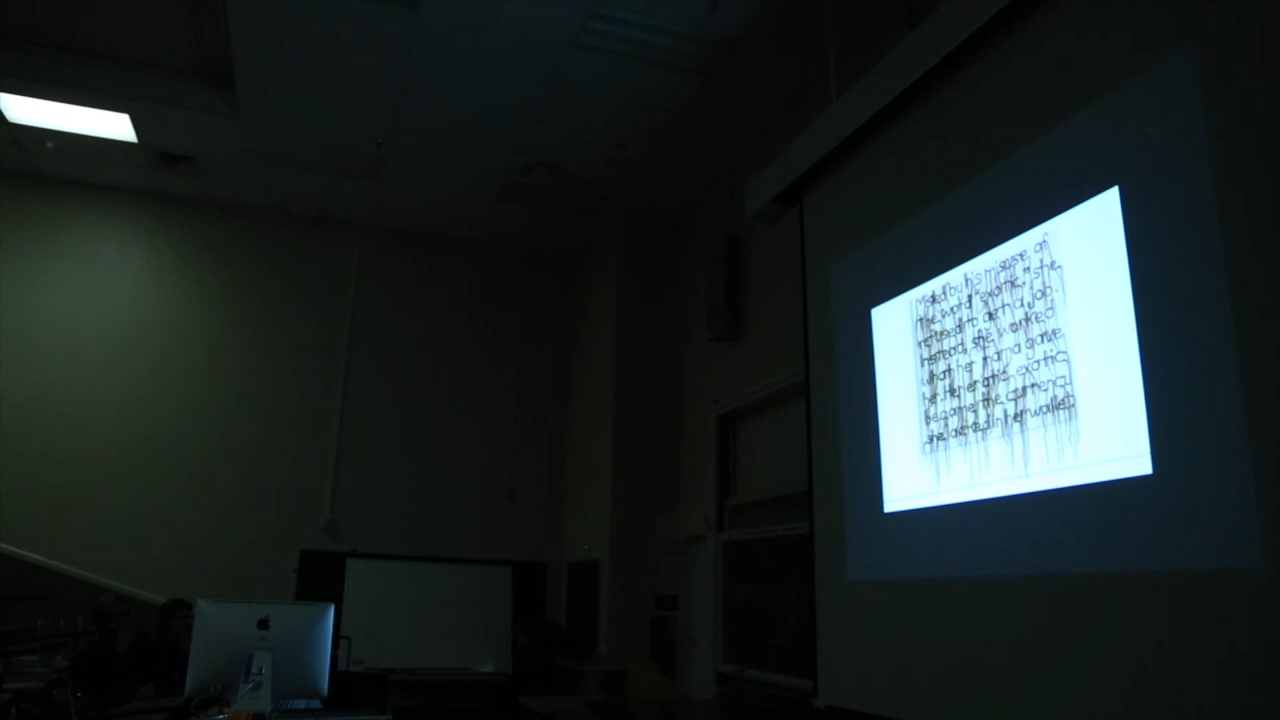 Misled by his misuse of
the word "exotic," she
refused to get a job.
Instead, she worked
what her mama gave
her. Her erotic exotic
became the currency
she lacked in her wallet.